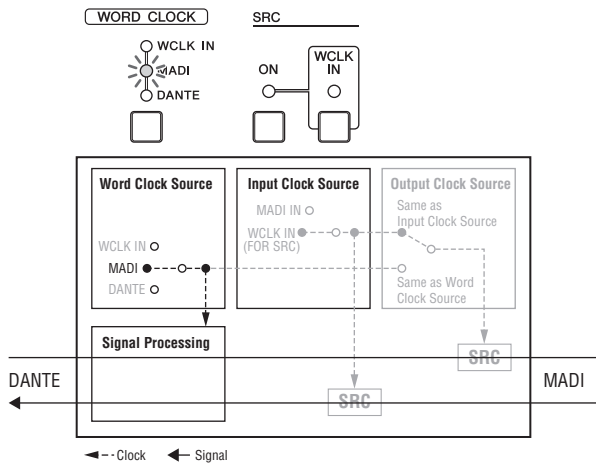 WORD CLOCK
SRC
WCLK IN
MADI
DANTE
ON
WCLK
IN
Word Clock Source
Input Clock Source
Output Clock Source
WCLK IN
MADI
DANTE
MADI IN
WCLK IN
(FOR SRC)
Same as
Input Clock Source
Same as Word
Clock Source
Signal Processing
SRC
DANTE
MADI
SRC
Clock
Signal